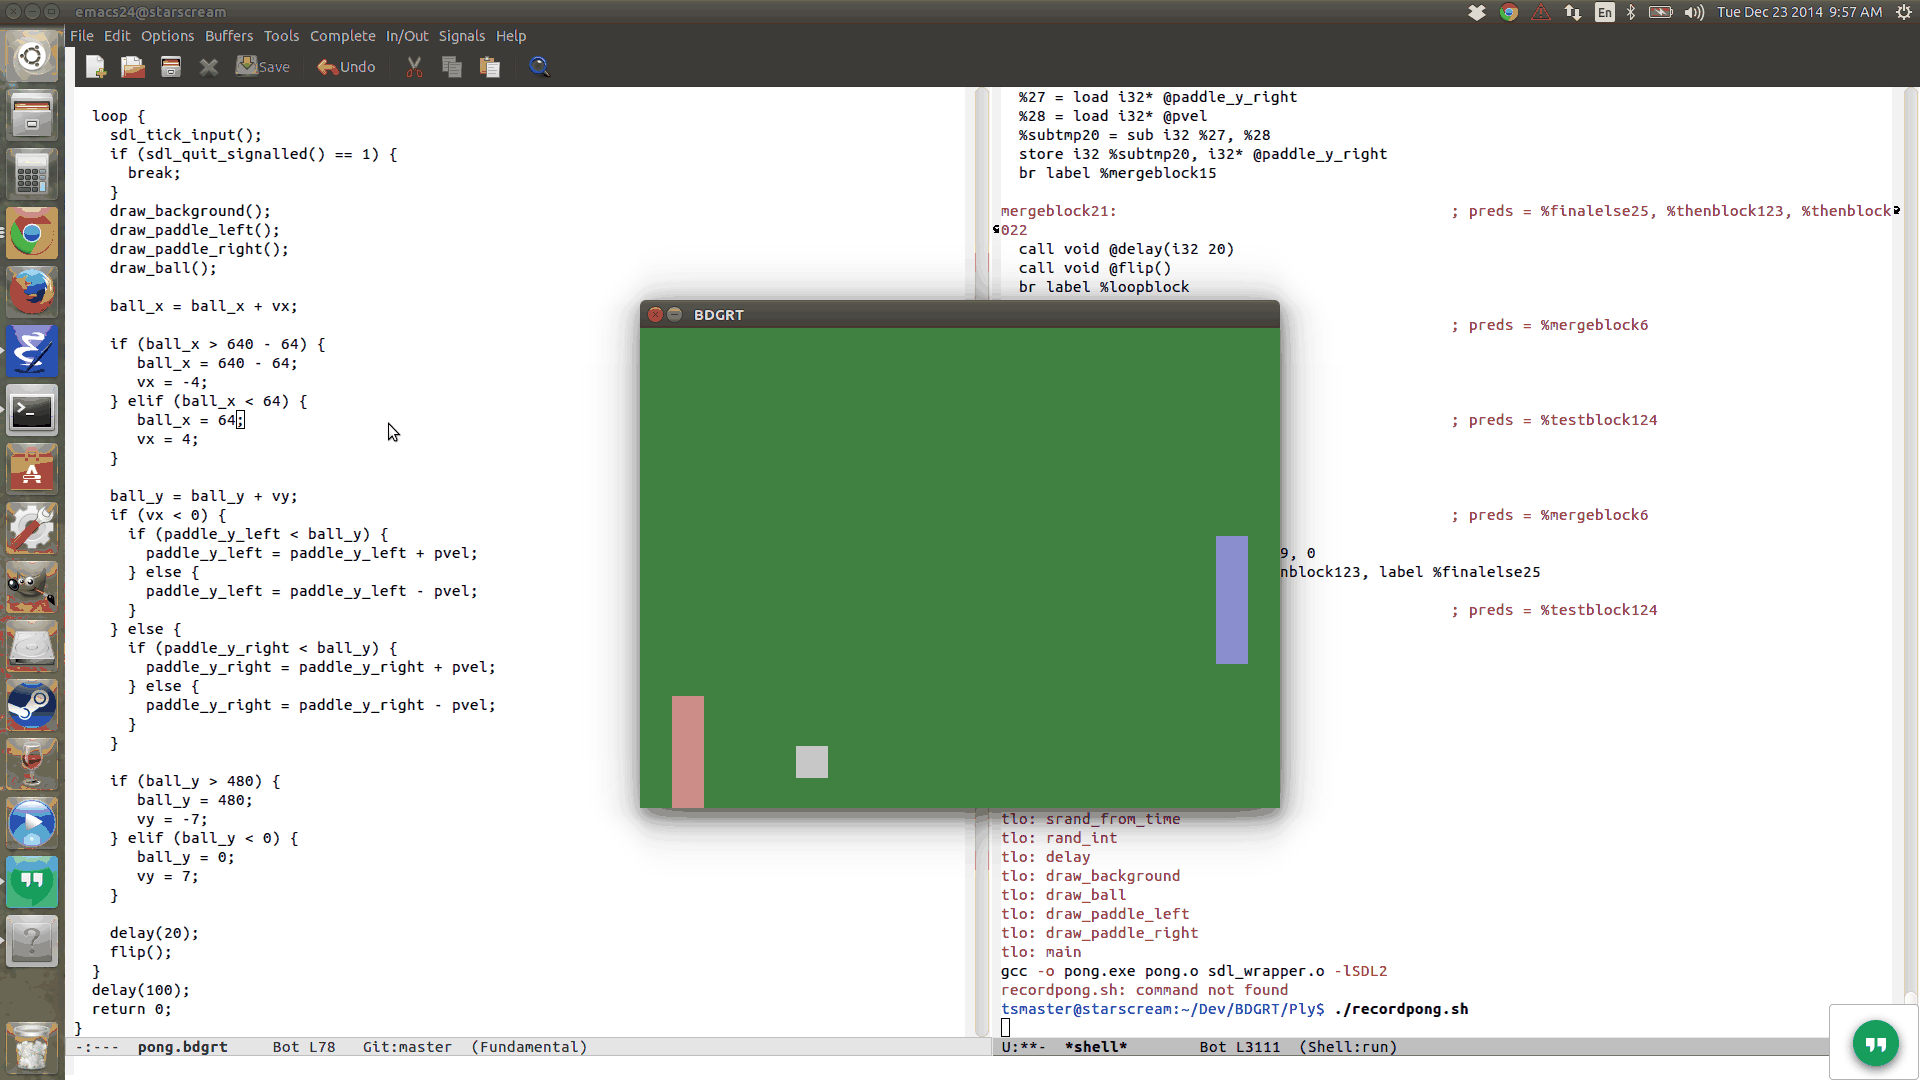 emacs24@starscream
En
Tue Dec 23 2014 9:57 AM
File Edit Options Buffers Tools Complete In/Out Signals Help
Save Undo
loop {
sdl_tick_input();
if (sdl_quit_signalled() == 1) {
break;
}
draw_background();
draw_paddle_left();
draw_paddle_right();
draw_ball();
ball_x = ball_x + vx;
if (ball_x > 640 - 64) {
ball_x = 640 - 64;
vx = -4;
} elif (ball_x < 64) {
ball_x = 64;
vx = 4;
}
ball_y = ball_y + vy;
if (vx < 0) {
if (paddle_y_left < ball_y) {
paddle_y_left = paddle_y_left + pvel;
} else {
paddle_y_left = paddle_y_left - pvel;
}
} else {
if (paddle_y_right < ball_y) {
paddle_y_right = paddle_y_right + pvel;
} else {
paddle_y_right = paddle_y_right - pvel;
}
}
if (ball_y > 480) {
ball_y = 480;
vy = -7;
} elif (ball_y < 0) {
ball_y = 0;
vy = 7;
}
delay(20);
flip();
}
delay(100);
return 0;
}
-:--- pong.bdgrt Bot L78 Git:master (Fundamental)
%27 = load i32* @paddle_y_right
%28 = load i32* @pvel
%subtmp20 = sub i32 %27, %28
store i32 %subtmp20, i32* @paddle_y_right
br label %mergeblock15
mergeblock21: ; preds = %finalelse25, %thenblock123, %thenblock
022
call void @delay(i32 20)
call void @flip()
br label %loopblock
BDGRT
; preds = %mergeblock6
; preds = %testblock124
; preds = %mergeblock6
9, 0
nblock123, label %finalelse25
; preds = %testblock124
tlo: srand_from_time
tlo: rand_int
tlo: delay
tlo: draw_background
tlo: draw_ball
tlo: draw_paddle_left
tlo: draw_paddle_right
tlo: main
gcc -o pong.exe pong.o sdl_wrapper.o -lSDL2
recordpong.sh: command not found
tsmaster@starscream:~/Dev/BDGRT/Ply$ ./recordpong.sh
U:**- *shell* Bot L3111 (Shell:run)